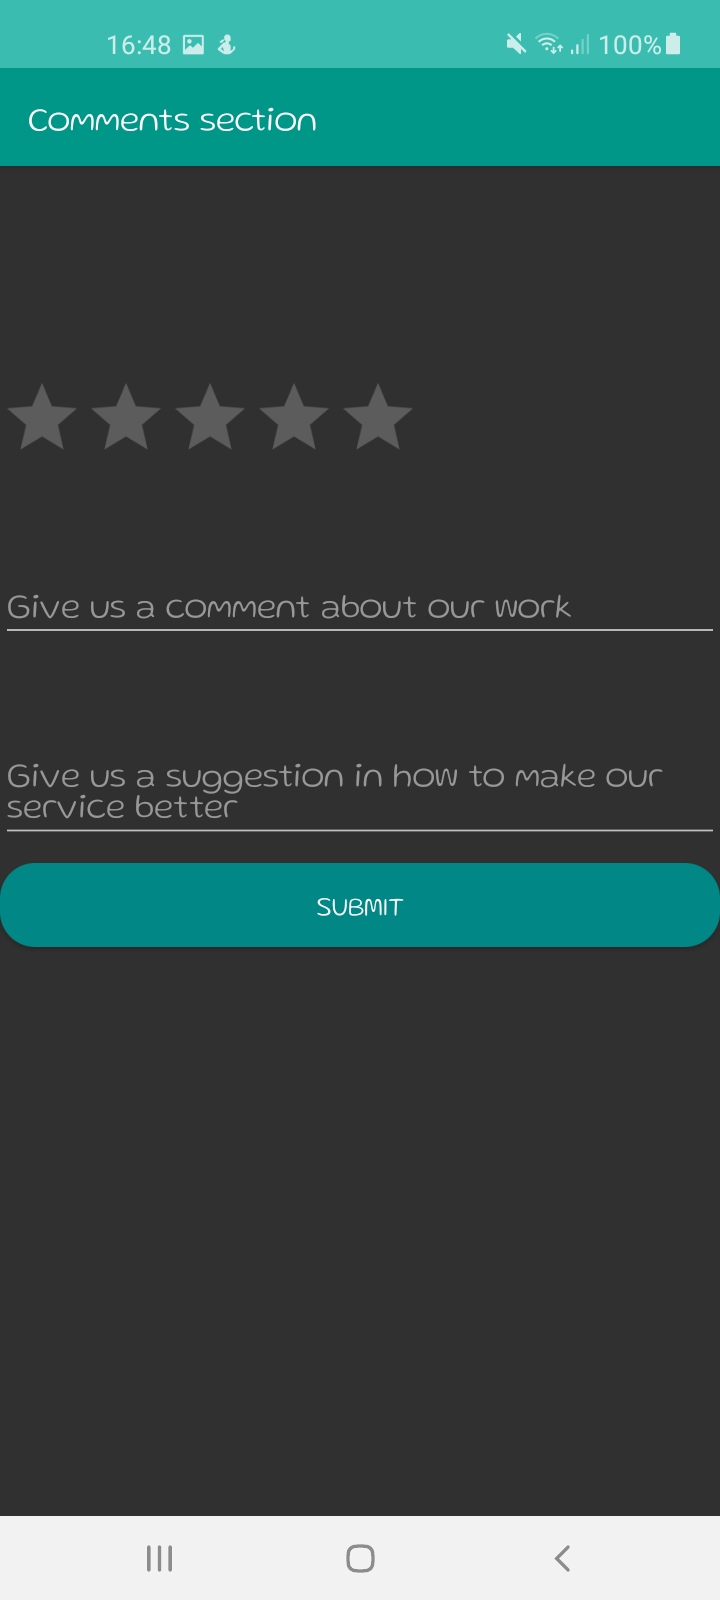 16:48 100%
Comments section
Give us a comment about our work
Give us a suggestion in how to make our
service better
SUBMIT